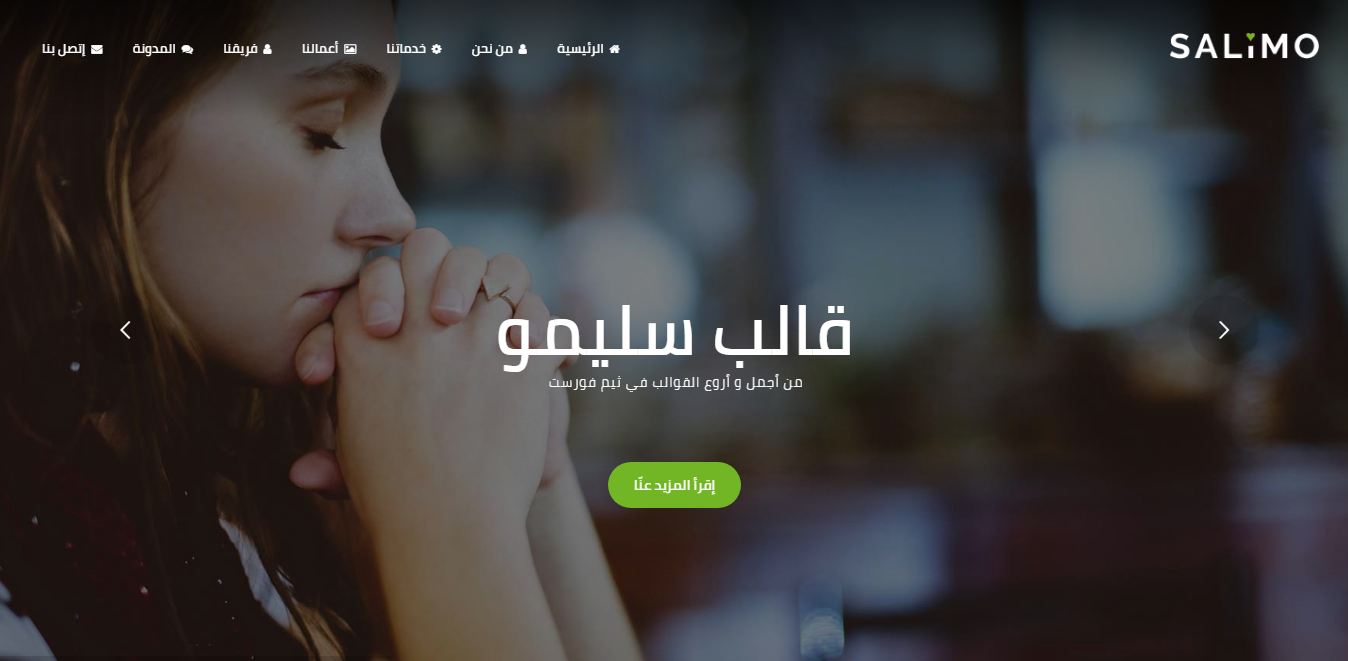 SALiMO
الرئيسية
من نحن
خدماتنا
أعمالنا
فريقنا
المدونة
إتصل بنا
قالب سليمو
من أجمل و أروع القوالب في ثيم فورست
إقرأ المزيد عنّا